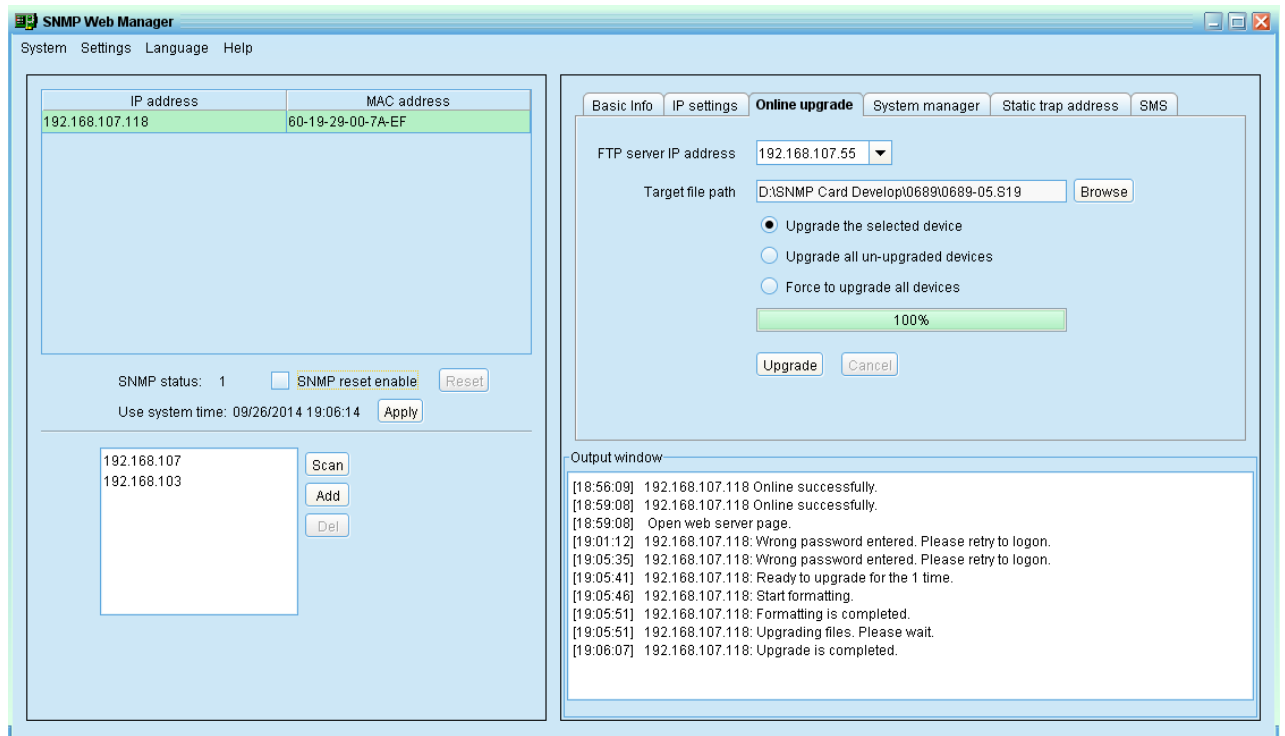 SNMP Web Manager
System Settings Language Help
IP address MAC address
192.168.107.118 60-19-29-00-7A-EF
SNMP status: 1 SNMP reset enable Reset
Use system time: 09/26/2014 19:06:14 Apply
192.168.107
192.168.103
Scan
Add
Del
Basic Info IP settings Online upgrade System manager Static trap address SMS
FTP server IP address 192.168.107.55
Target file path D:\SNMP Card Develop\0689\0689-05.S19 Browse
Upgrade the selected device
Upgrade all un-upgraded devices
Force to upgrade all devices
100%
Upgrade Cancel
Output window
[18:56:09] 192.168.107.118 Online successfully.
[18:59:08] 192.168.107.118 Online successfully.
[18:59:08] Open web server page.
[19:01:12] 192.168.107.118: Wrong password entered. Please retry to logon.
[19:05:35] 192.168.107.118: Wrong password entered. Please retry to logon.
[19:05:41] 192.168.107.118: Ready to upgrade for the 1 time.
[19:05:46] 192.168.107.118: Start formatting.
[19:05:51] 192.168.107.118: Formatting is completed.
[19:05:51] 192.168.107.118: Upgrading files. Please wait.
[19:06:07] 192.168.107.118: Upgrade is completed.